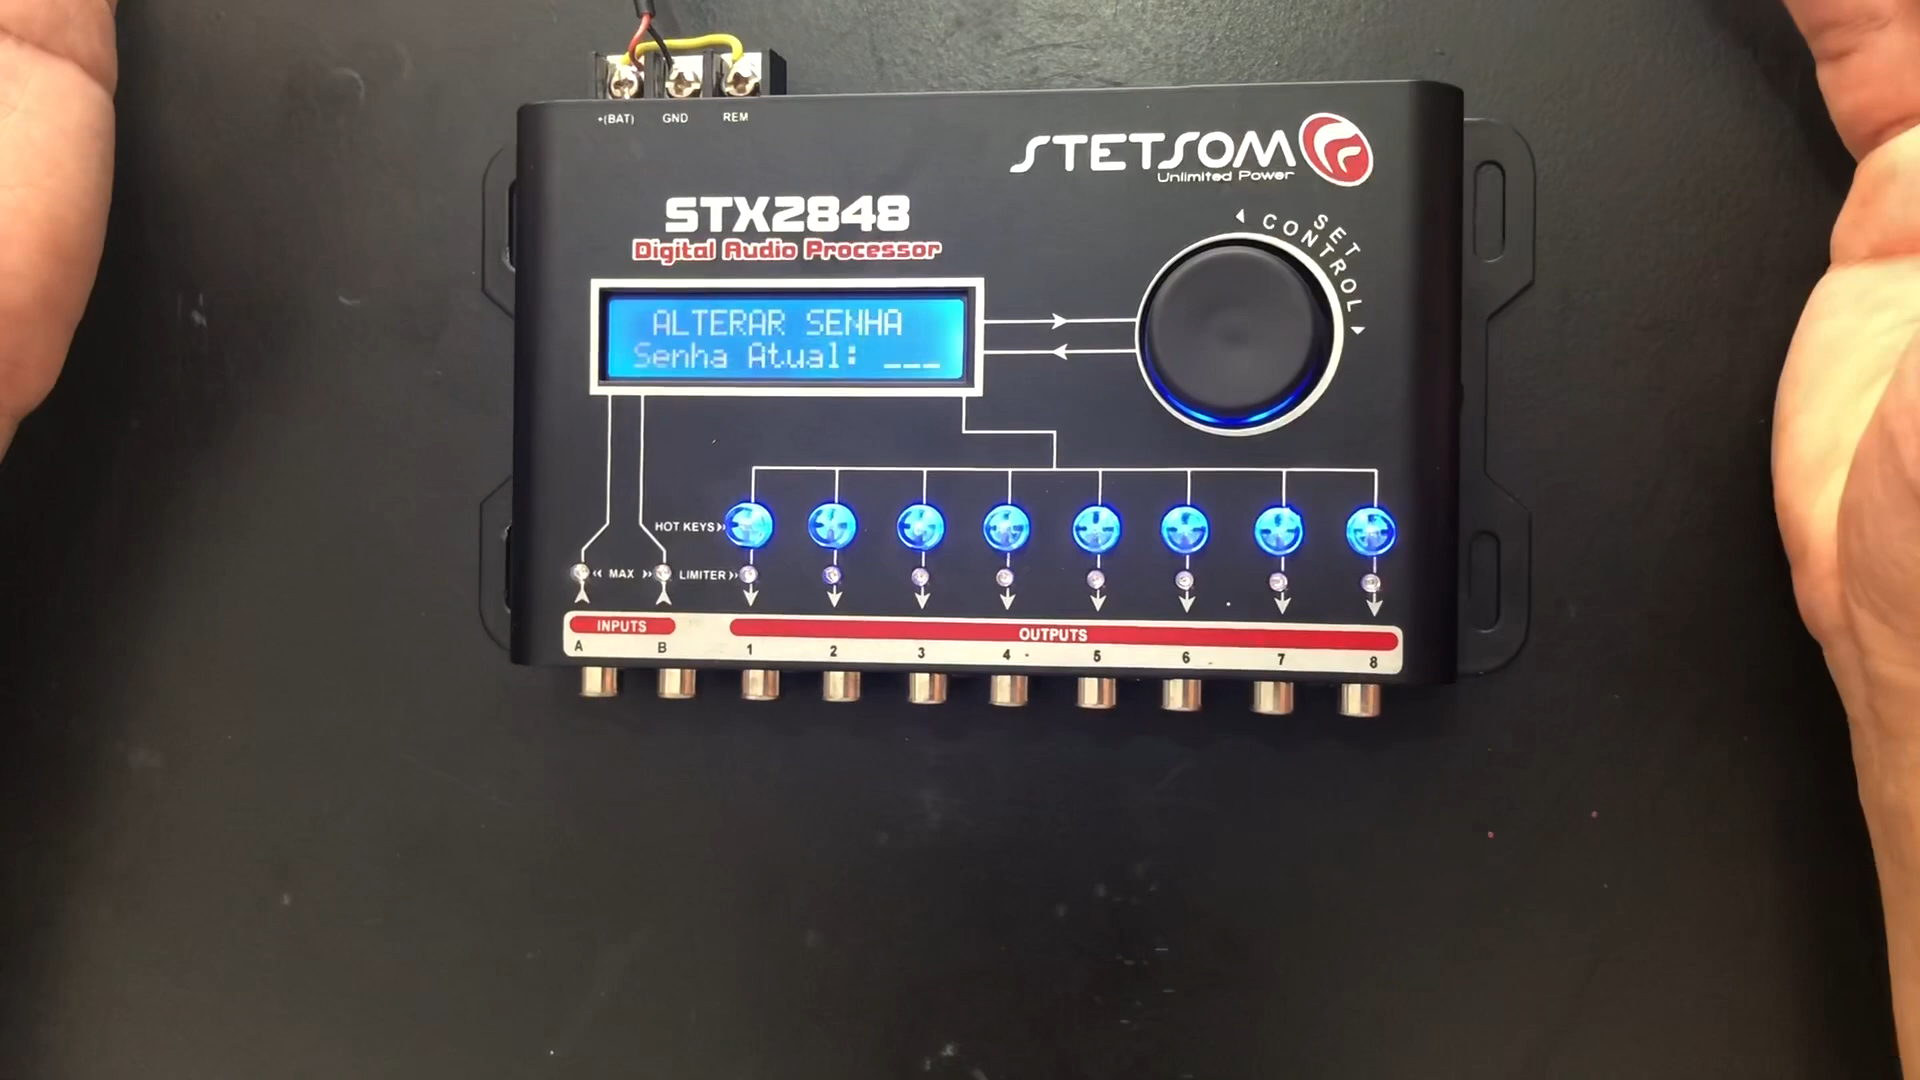 +(BAT) GND REM
STETSOM
Unlimited Power
STX2848
Digital Audio Processor
SET
CONTROL
ALTERAR SENHA
Senha Atual: ___
HOT KEYS»
« MAX » LIMITER»
INPUTS
OUTPUTS
A B 1 2 3 4 5 6 7 8